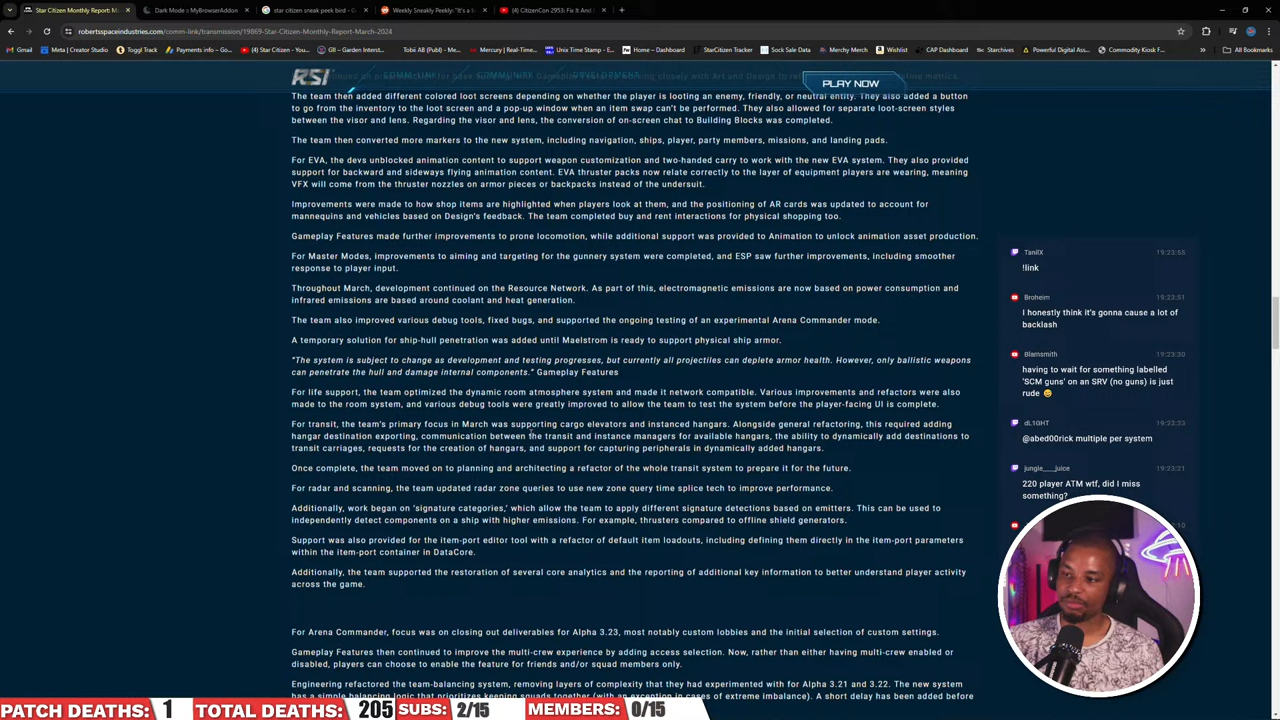 Star Citizen Monthly Report: Ma
Dark Mode :: MyBrowserAddon
star citizen sneak peek bird - G
Weekly Sneakly Peekly: "It's a b
(4) CitizenCon 2953: Fix It And
robertsspaceindustries.com/comm-link/transmission/19869-Star-Citizen-Monthly-Report-March-2024
Gmail
Meta | Creator Studio
Toggl Track
(4) Star Citizen - You...
Star Citizen - Goog...
Tobii AB (Publ) - Me...
Mercury | Real-Time...
Unix Time Stamp - E...
Home – Dashboard
StarCitizen Tracker
Sock Sale Data
Merchy Merch
Wishlist
CAP Dashboard
Starchives
Powerful Digital Ass...
Commodity Kiosk F...
All Bookmarks
RSI
COMM-LINK
COMMUNITY
DEVELOPMENT
PLAY NOW
The team then added different colored loot screens depending on whether the player is looting an enemy, friendly, or neutral entity. They also added a button
to go from the inventory to the loot screen and a pop-up window when an item swap can't be performed. They also allowed for separate loot-screen styles
between the visor and lens. Regarding the visor and lens, the conversion of on-screen chat to Building Blocks was completed.
The team then converted more markers to the new system, including navigation, ships, player, party members, missions, and landing pads.
For EVA, the devs unblocked animation content to support weapon customization and two-handed carry to work with the new EVA system. They also provided
support for backward and sideways flying animation content. EVA thruster packs now relate correctly to the layer of equipment players are wearing, meaning
VFX will come from the thruster nozzles on armor pieces or backpacks instead of the undersuit.
Improvements were made to how shop items are highlighted when players look at them, and the positioning of AR cards was updated to account for
mannequins and vehicles based on Design's feedback. The team completed buy and rent interactions for physical shopping too.
Gameplay Features made further improvements to prone locomotion, while additional support was provided to Animation to unlock animation asset production.
For Master Modes, improvements to aiming and targeting for the gunnery system were completed, and ESP saw further improvements, including smoother
response to player input.
Throughout March, development continued on the Resource Network. As part of this, electromagnetic emissions are now based on power consumption and
infrared emissions are based around coolant and heat generation.
The team also improved various debug tools, fixed bugs, and supported the ongoing testing of an experimental Arena Commander mode.
A temporary solution for ship-hull penetration was added until Maelstrom is ready to support physical ship armor.
"The system is subject to change as development and testing progresses, but currently all projectiles can deplete armor health. However, only ballistic weapons
can penetrate the hull and damage internal components." Gameplay Features
For life support, the team optimized the dynamic room atmosphere system and made it network compatible. Various improvements and refactors were also
made to the room system, and various debug tools were greatly improved to allow the team to test the system before the player-facing UI is complete.
For transit, the team's primary focus in March was supporting cargo elevators and instanced hangars. Alongside general refactoring, this required adding
hangar destination exporting, communication between the transit and instance managers for available hangars, the ability to dynamically add destinations to
transit carriages, requests for the creation of hangars, and support for capturing peripherals in dynamically added hangars.
Once complete, the team moved on to planning and architecting a refactor of the whole transit system to prepare it for the future.
For radar and scanning, the team updated radar zone queries to use new zone query time splice tech to improve performance.
Additionally, work began on 'signature categories,' which allow the team to apply different signature detections based on emitters. This can be used to
independently detect components on a ship with higher emissions. For example, thrusters compared to offline shield generators.
Support was also provided for the item-port editor tool with a refactor of default item loadouts, including defining them directly in the item-port parameters
within the item-port container in DataCore.
Additionally, the team supported the restoration of several core analytics and the reporting of additional key information to better understand player activity
across the game.
For Arena Commander, focus was on closing out deliverables for Alpha 3.23, most notably custom lobbies and the initial selection of custom settings.
Gameplay Features then continued to improve the multi-crew experience by adding access selection. Now, rather than either having multi-crew enabled or
disabled, players can choose to enable the feature for friends and/or squad members only.
Engineering refactored the team-balancing system, removing layers of complexity that they had experimented with for Alpha 3.21 and 3.22. The new system
has a simple balancing logic that prioritizes keeping squads together (with an exception in cases of extreme imbalance). A short delay has been added before
TanilX 19:23:55
!link
Broheim 19:23:51
I honestly think it's gonna cause a lot of
backlash
Blamsmith 19:23:30
having to wait for something labelled
'SCM guns' on an SRV (no guns) is just
rude
dL1GHT 19:23:33
@abed00rick multiple per system
jungle____juice 19:23:21
220 player ATM wtf, did I miss
something?
PATCH DEATHS: 1 TOTAL DEATHS: 205 SUBS: 2/15 MEMBERS: 0/15